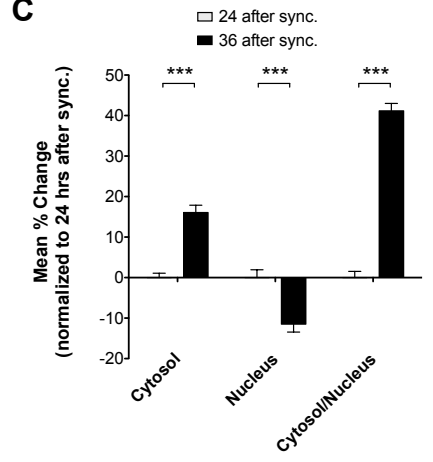 C
24 after sync.
36 after sync.
Mean % Change
(normalized to 24 hrs after sync.)
50
40
30
20
10
0
-10
-20
*** *** ***
Cytosol
Nucleus
Cytosol/Nucleus